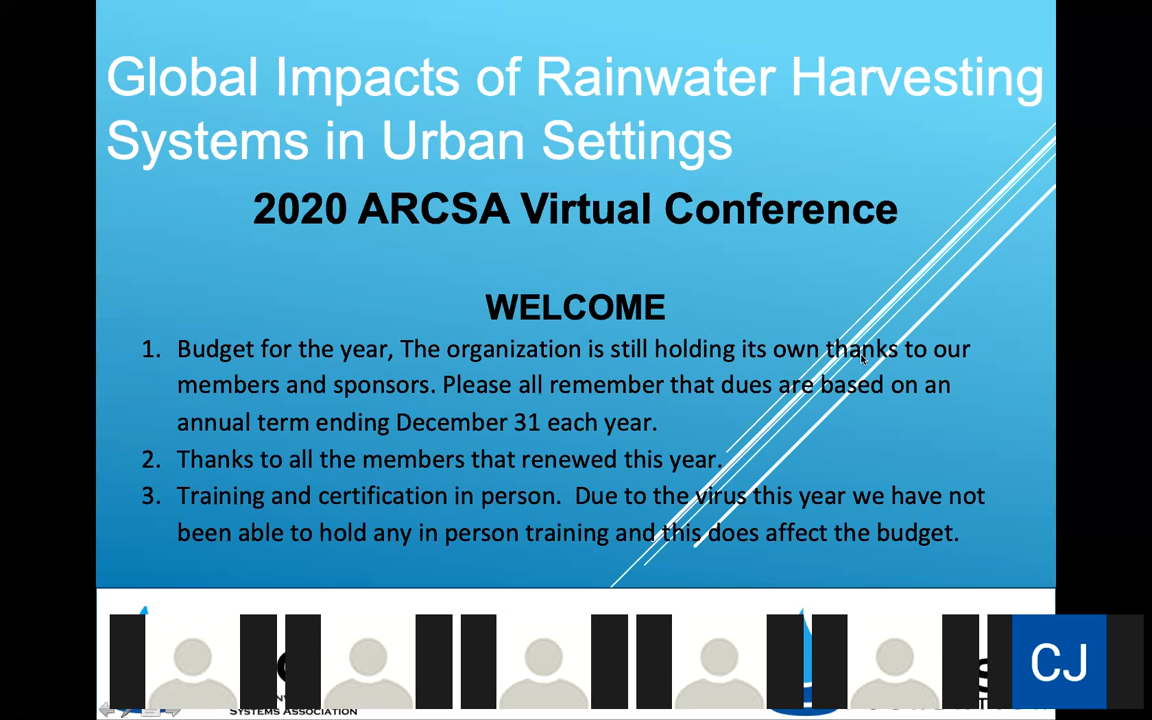 Global Impacts of Rainwater Harvesting
Systems in Urban Settings
2020 ARCSA Virtual Conference
WELCOME
1. Budget for the year, The organization is still holding its own thanks to our
members and sponsors. Please all remember that dues are based on an
annual term ending December 31 each year.
2. Thanks to all the members that renewed this year.
3. Training and certification in person. Due to the virus this year we have not
been able to hold any in person training and this does affect the budget.
CJ
SYSTEMS ASSOCIATION